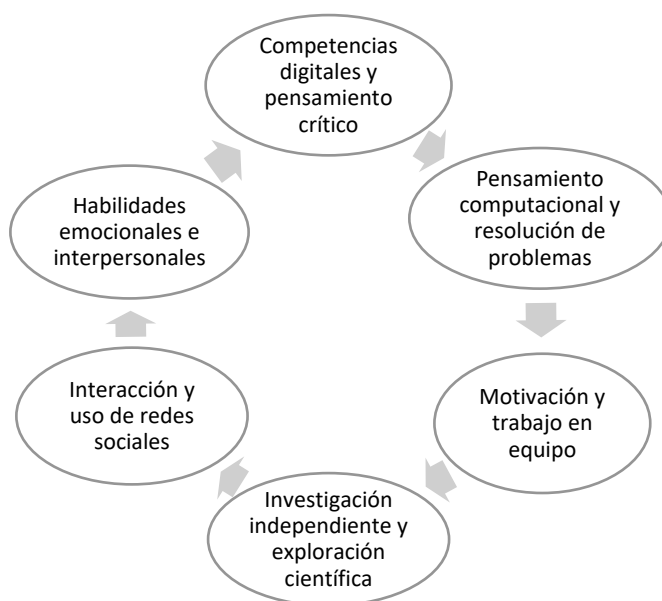 Competencias
digitales y
pensamiento
crítico
Pensamiento
computacional y
resolución de
problemas
Motivación y
trabajo en
equipo
Investigación
independiente y
exploración
científica
Interacción y
uso de redes
sociales
Habilidades
emocionales e
interpersonales